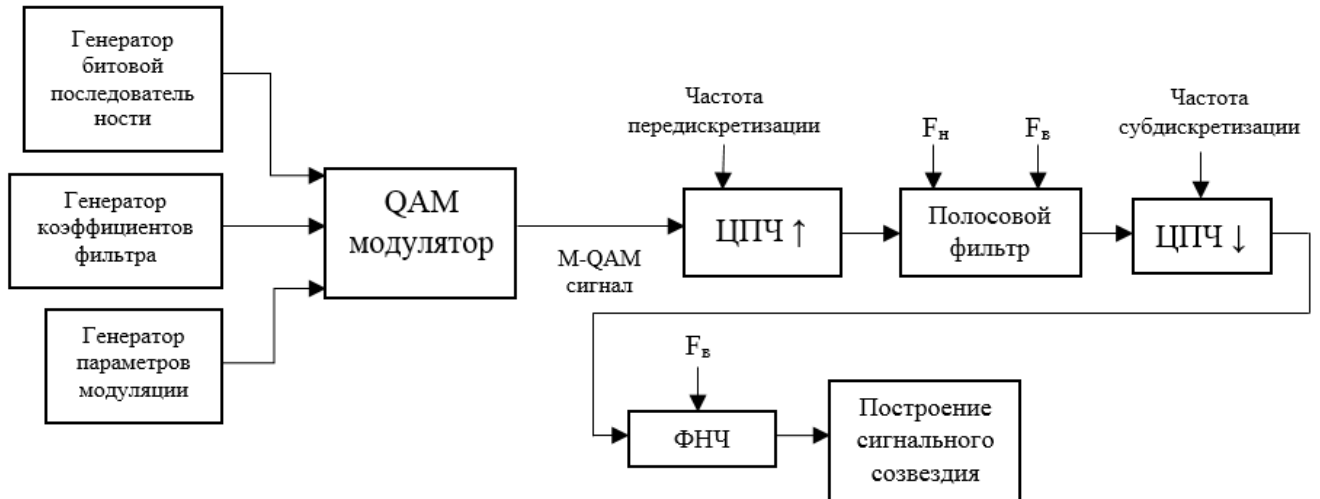 Генератор
битовой
последователь
ности
Генератор
коэффициентов
фильтра
Генератор
параметров
модуляции
QAM
модулятор
M-QAM
сигнал
Частота
передискретизации
ЦПЧ ↑
Fн
Fв
Полосовой
фильтр
Частота
субдискретизации
ЦПЧ ↓
Fв
ФНЧ
Построение
сигнального
созвездия